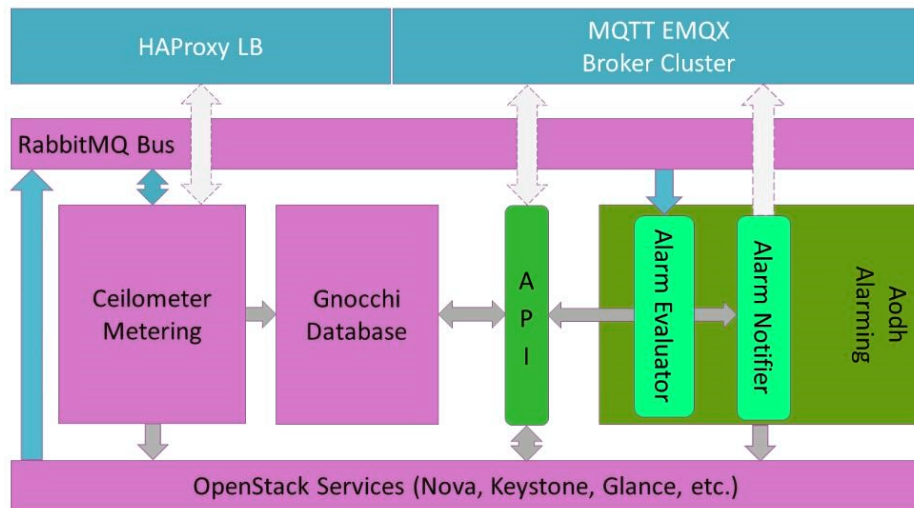 HAProxy LB
MQTT EMQX
Broker Cluster
RabbitMQ Bus
Ceilometer
Metering
Gnocchi
Database
A
P
I
Alarm Evaluator
Alarm Notifier
Aodh
Alarming
OpenStack Services (Nova, Keystone, Glance, etc.)